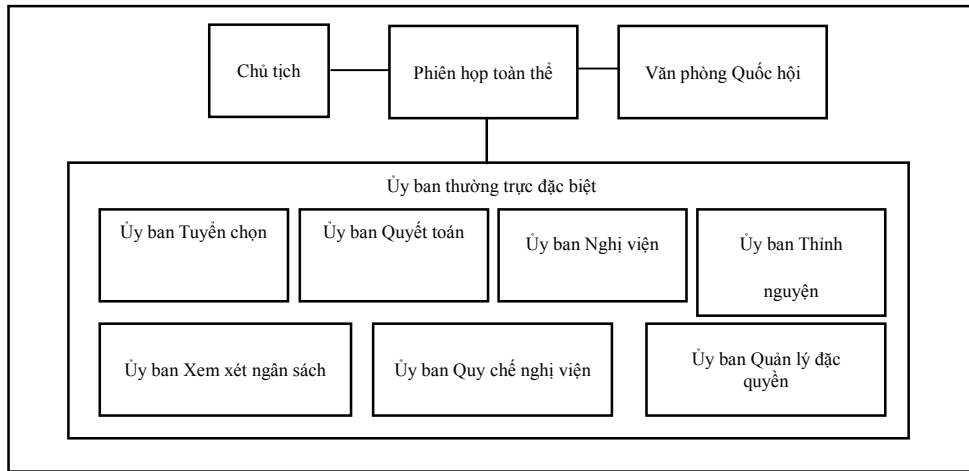 Chủ tịch
Phiên họp toàn thể
Văn phòng Quốc hội
Ủy ban thường trực đặc biệt
Ủy ban Tuyển chọn
Ủy ban Quyết toán
Ủy ban Nghị viện
Ủy ban Thỉnh
nguyện
Ủy ban Xem xét ngân sách
Ủy ban Quy chế nghị viện
Ủy ban Quản lý đặc
quyền